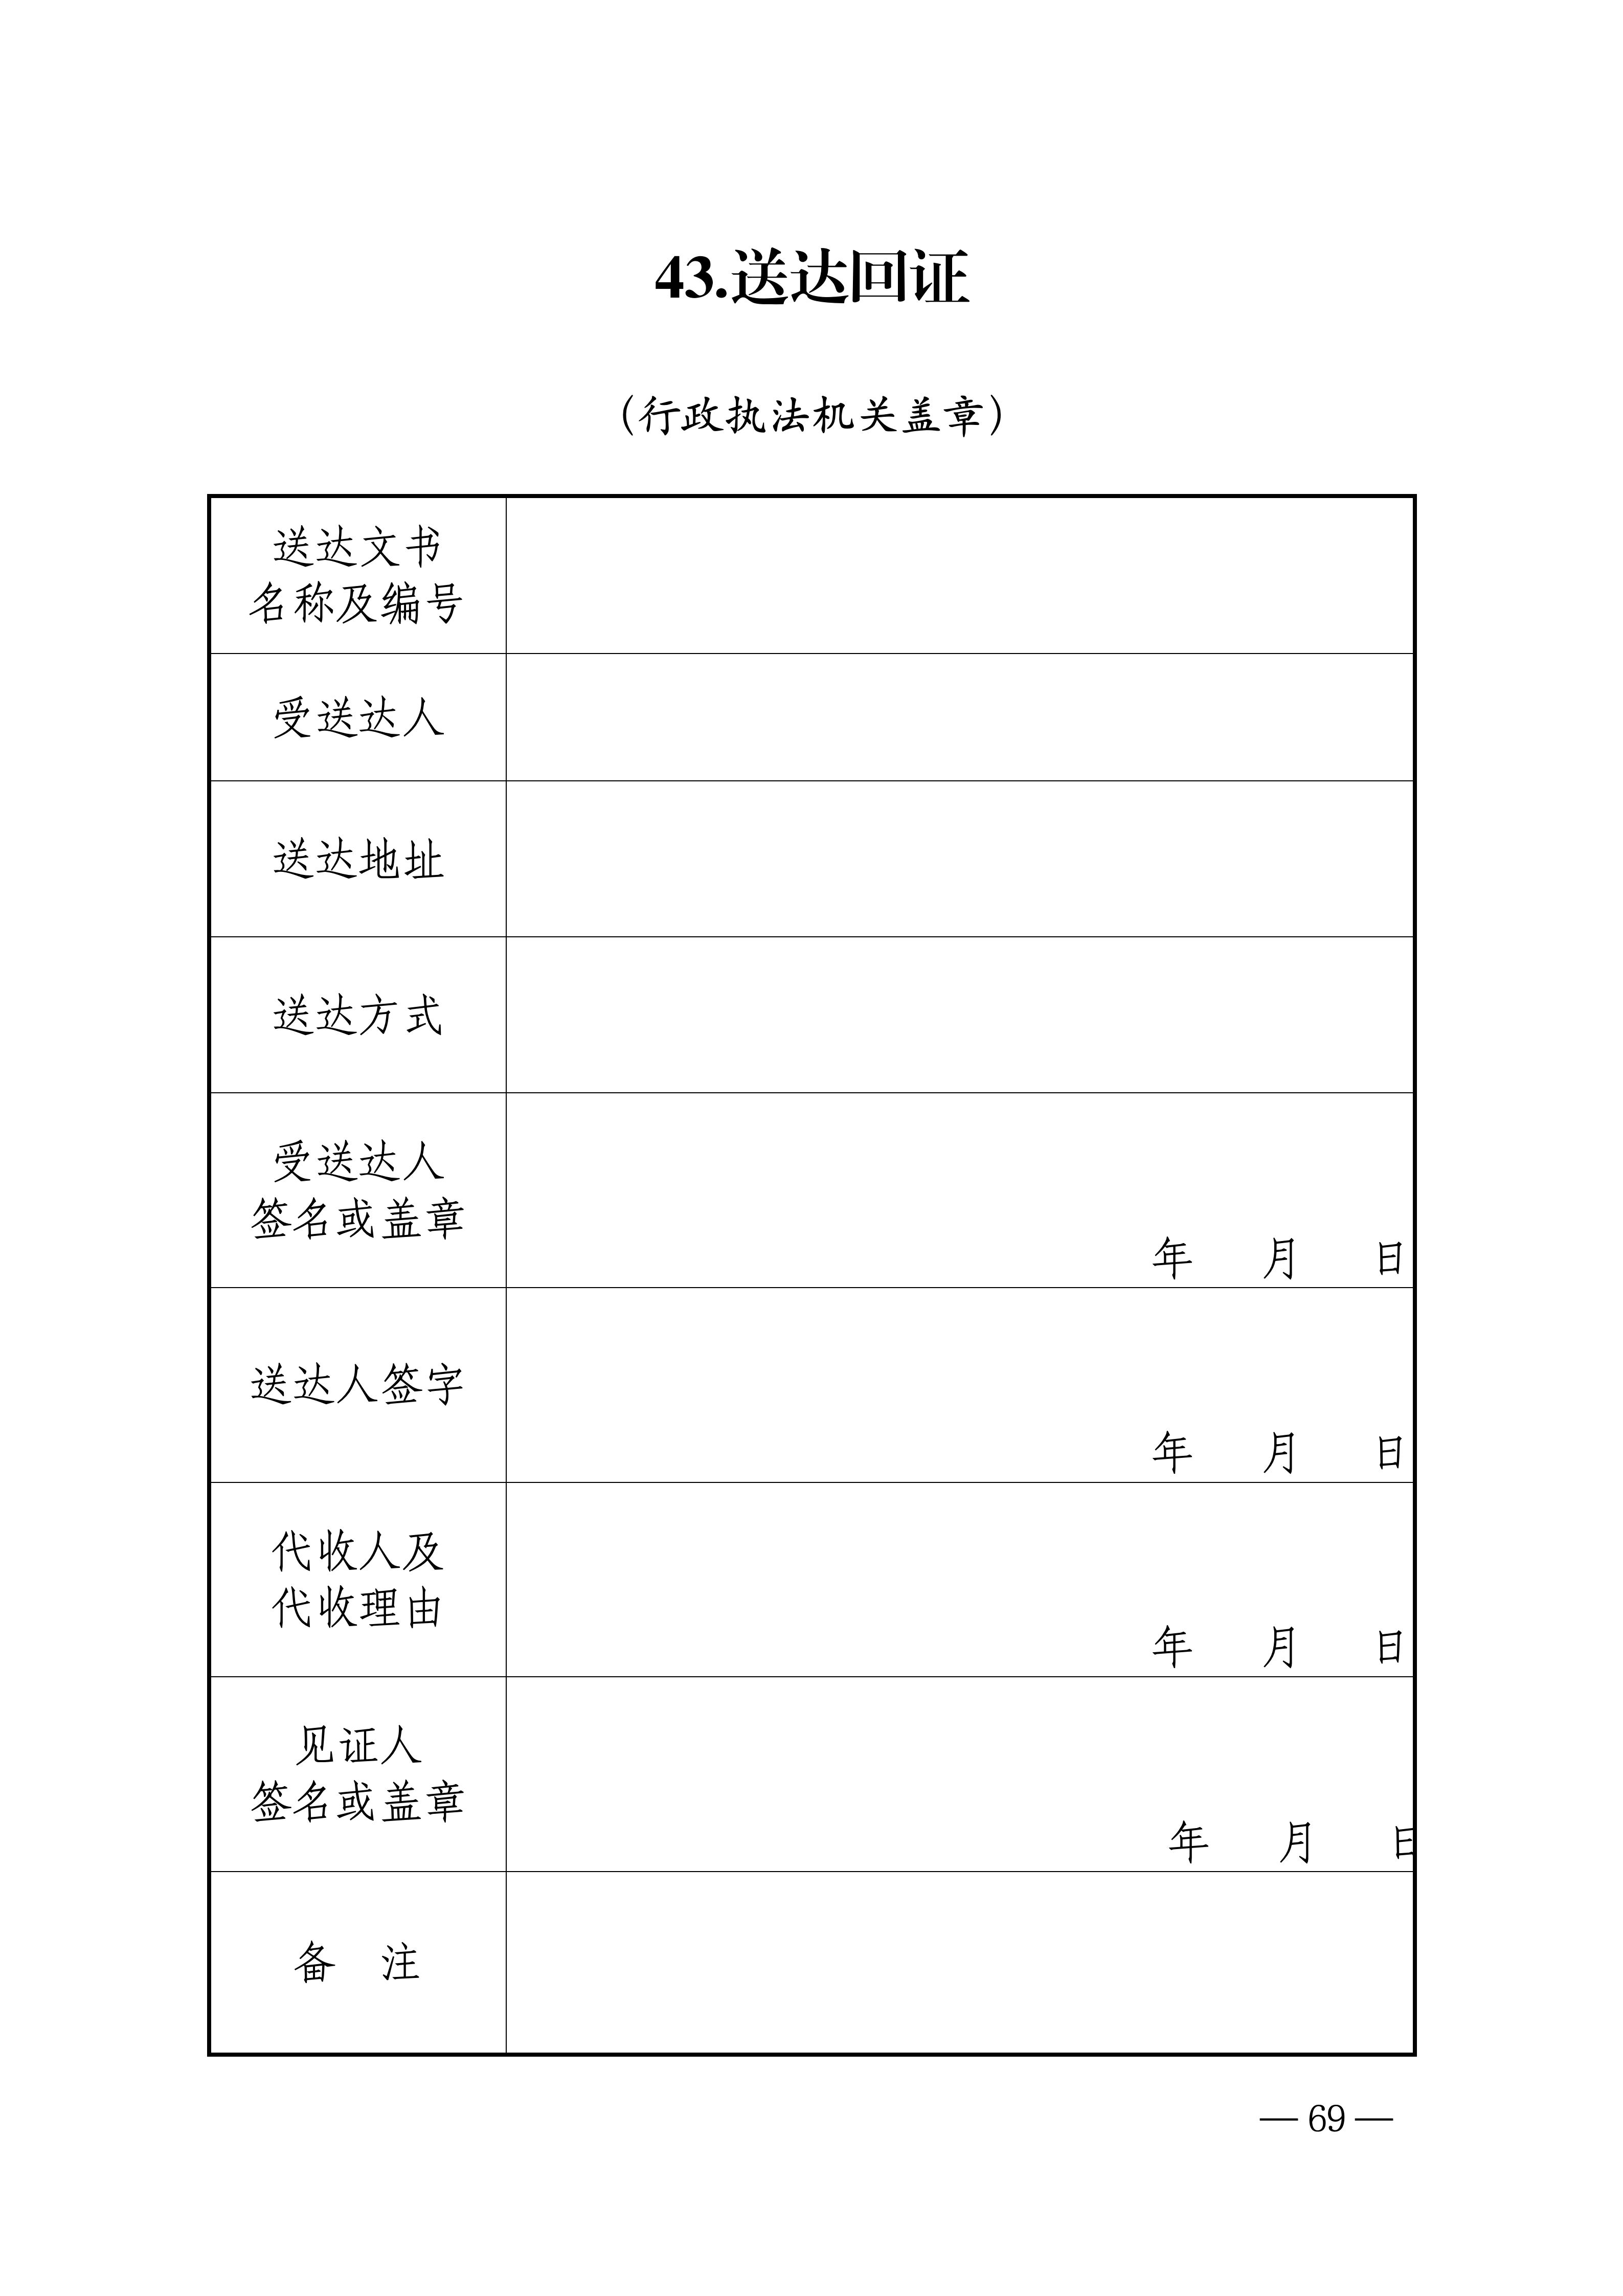 43.送达回证
（行政执法机关盖章）
送达文书
名称及编号
受送达人
送达地址
送达方式
受送达人
签名或盖章
年 月 日
送达人签字
年 月 日
代收人及
代收理由
年 月 日
见证人
签名或盖章
年 月 日
备 注
— 69 —